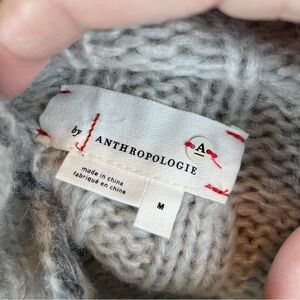 by ANTHROPOLOGIE
A
made in china
fabriqué en chine
M